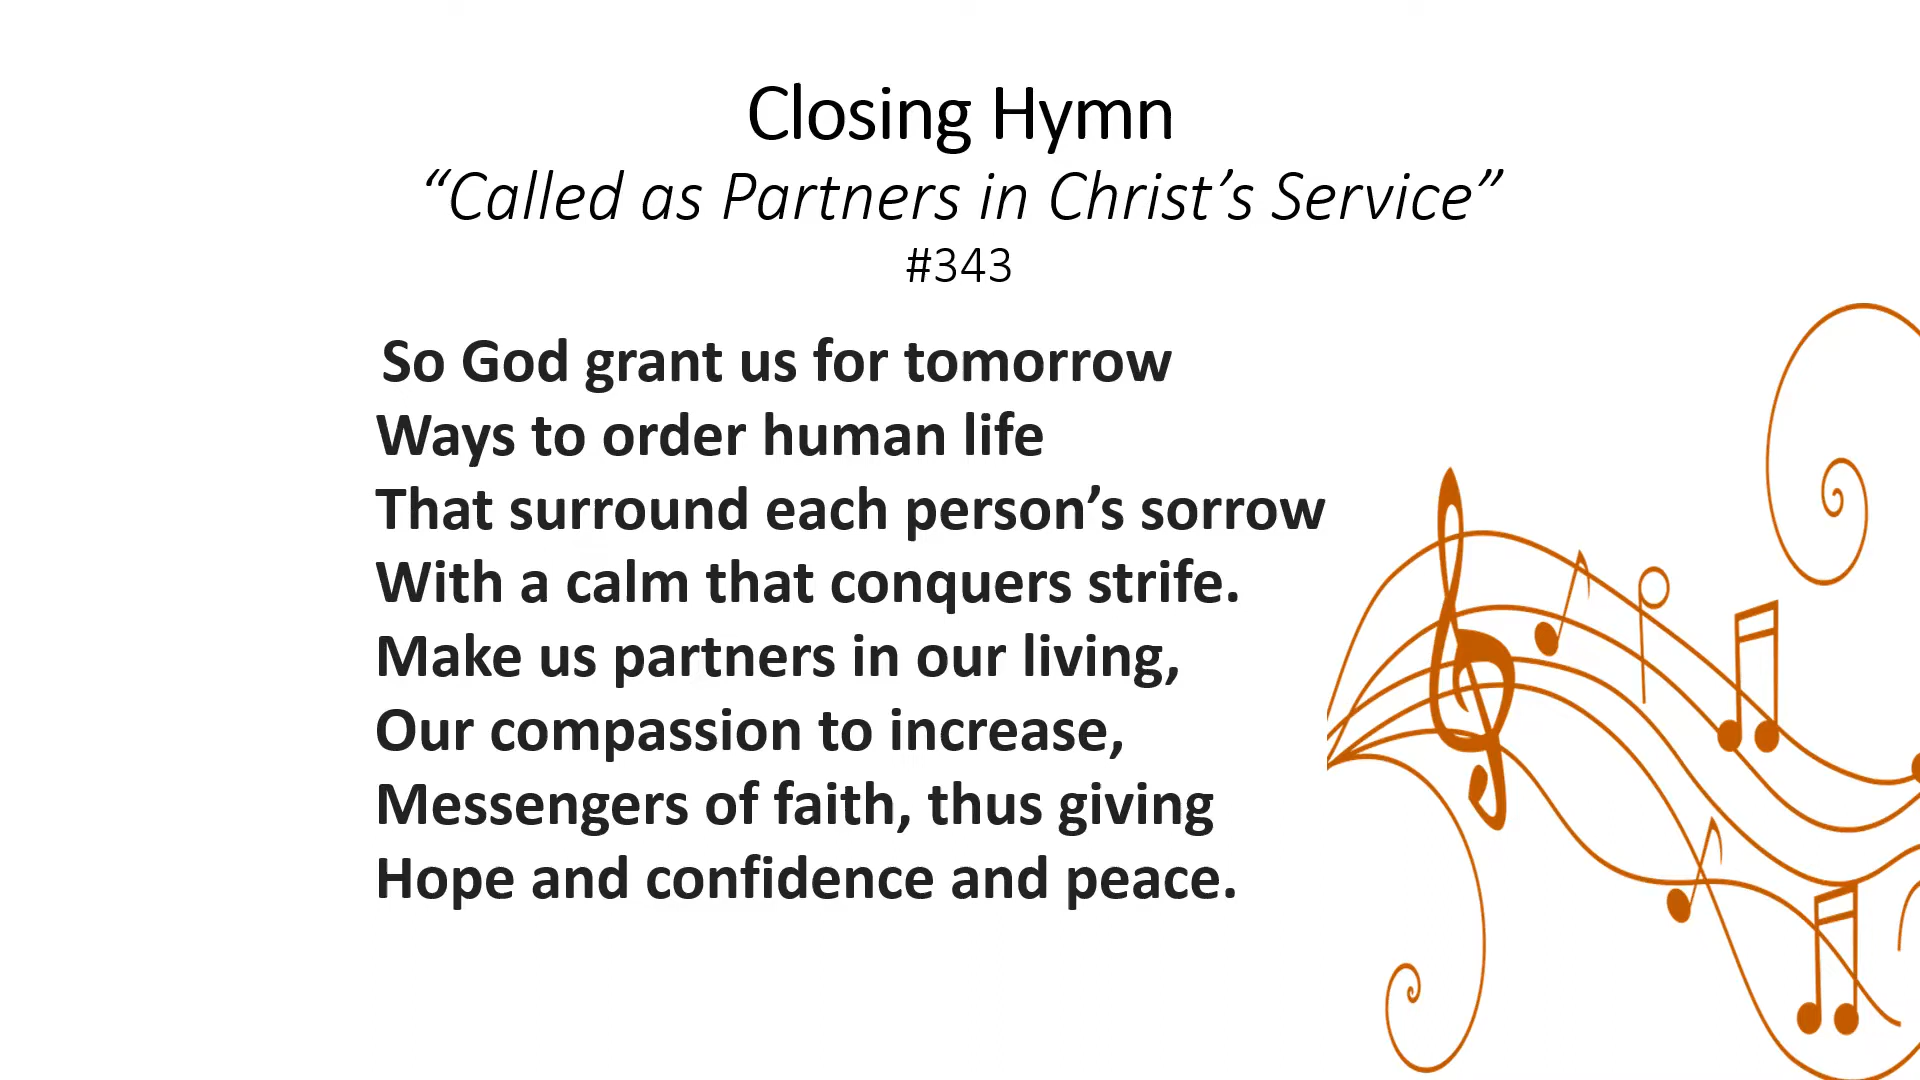 Closing Hymn
“Called as Partners in Christ’s Service”
#343
So God grant us for tomorrow
Ways to order human life
That surround each person’s sorrow
With a calm that conquers strife.
Make us partners in our living,
Our compassion to increase,
Messengers of faith, thus giving
Hope and confidence and peace.